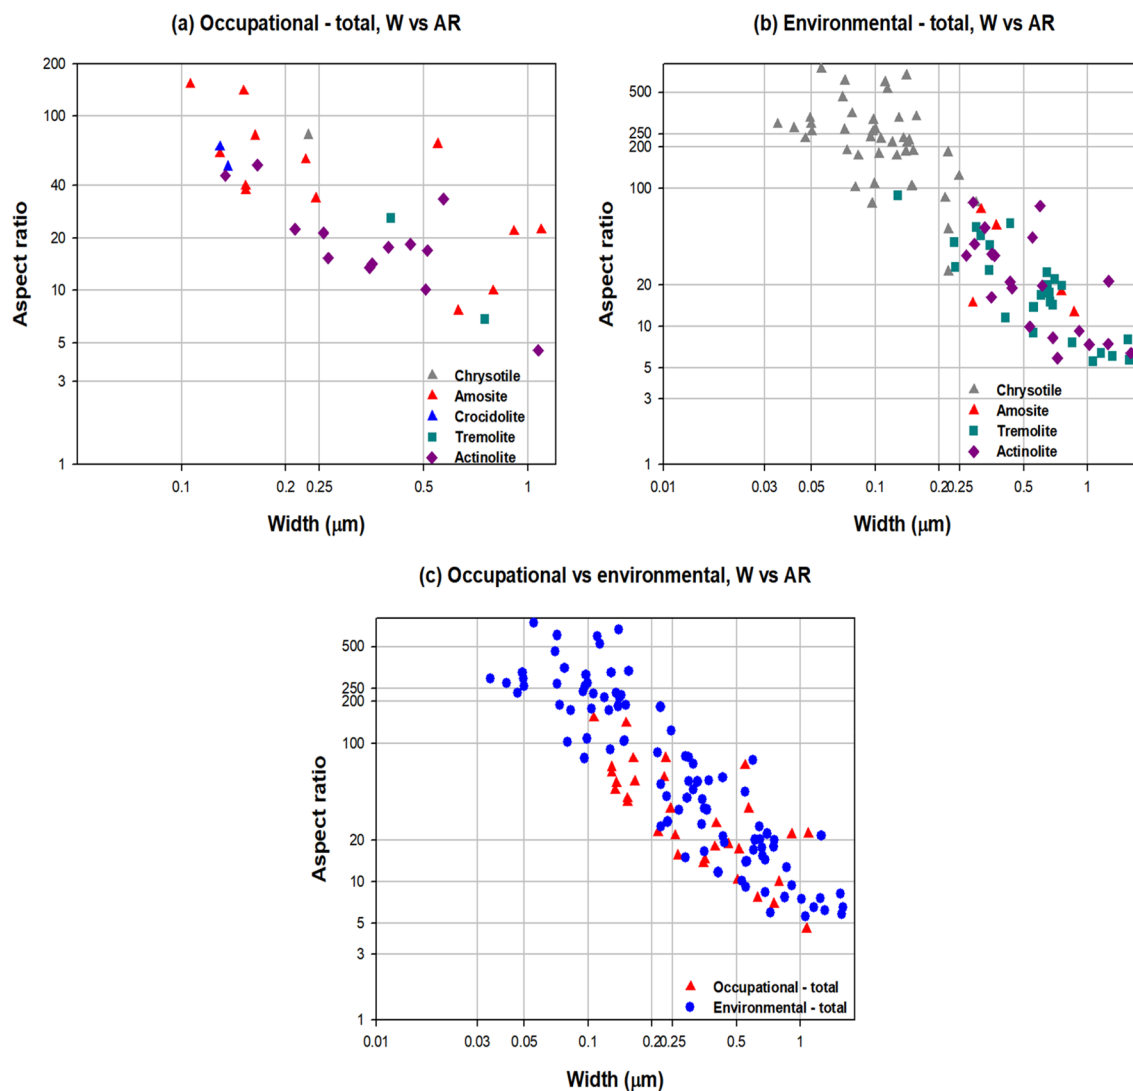 (a) Occupational - total, W vs AR
200
100
40
20
10
5
3
1
Aspect ratio
Chrysotile
Amosite
Crocidolite
Tremolite
Actinolite
0.1
0.2
0.25
0.5
1
Width (μm)
(b) Environmental - total, W vs AR
500
250
200
100
20
10
5
3
1
Aspect ratio
Chrysotile
Amosite
Tremolite
Actinolite
0.01
0.03
0.05
0.1
0.20.25
0.5
1
Width (μm)
(c) Occupational vs environmental, W vs AR
500
250
200
100
20
10
5
3
1
Aspect ratio
Occupational - total
Environmental - total
0.01
0.03
0.05
0.1
0.20.25
0.5
1
Width (μm)